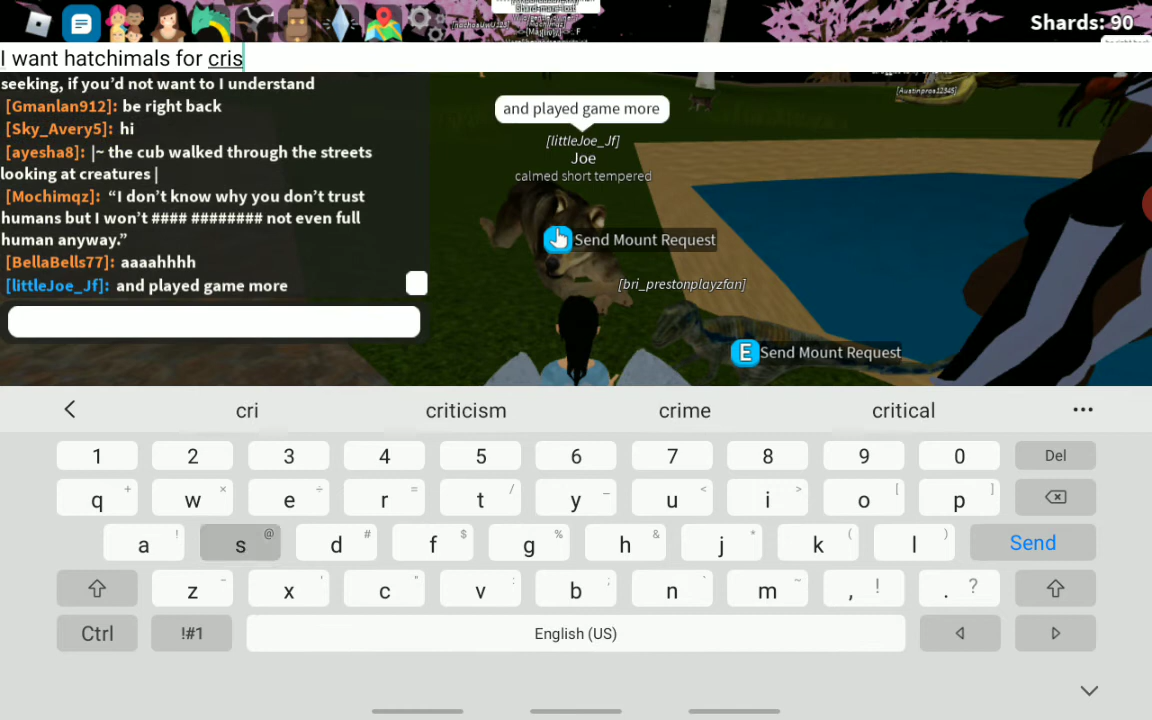 Shards: 90
I want hatchimals for cris
seeking, if you'd not want to I understand
[Gmanlan912]: be right back
[Sky_Avery5]: hi
[ayesha8]: |~ the cub walked through the streets
looking at creatures |
[Mochimqz]: “I don't know why you don't trust
humans but I won't #### ######## not even full
human anyway.”
[BellaBells77]: aaaahhhh
[littleJoe_Jf]: and played game more
and played game more
[littleJoe_Jf]
Joe
calmed short tempered
Send Mount Request
[bri_prestonplayzfan]
E Send Mount Request
[Austinpros12345]
cri criticism crime critical
1 2 3 4 5 6 7 8 9 0 Del
q + w × e ÷ r = t / y _ u < i > o [ p ]
a ! s @ d # f $ g % h & j * k ( l ) Send
z - x ' c " v : b ; n ` m ~ , ! . ?
Ctrl !#1 English (US)